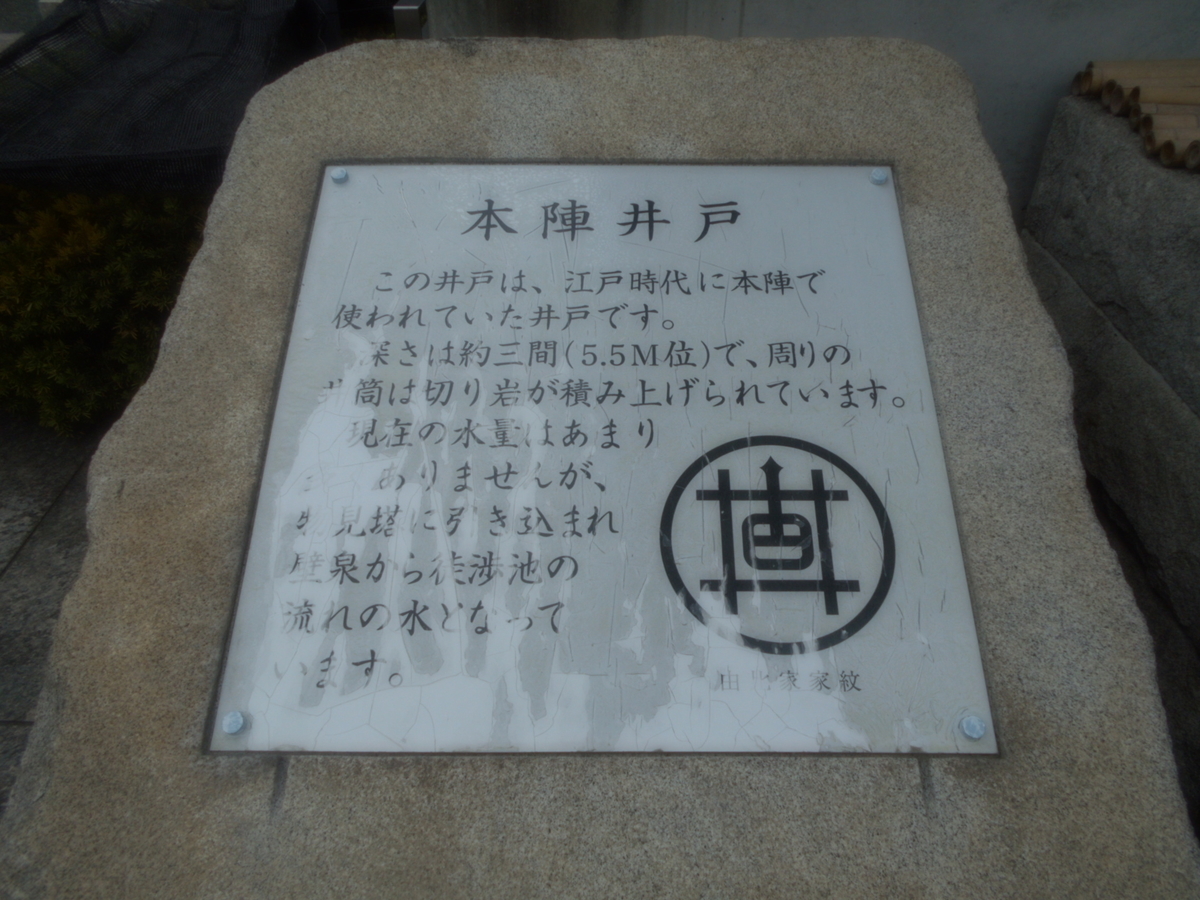 本陣井戸
この井戸は、江戸時代に本陣で
使われていた井戸です。
深さは約三間(5.5M位)で、周りの
井筒は切り岩が積み上げられています。
現在の水量はあまり
ありませんが、
物見塔に引き込まれ
壁泉から徒渉池の
流れの水となって
います。
由 家家紋